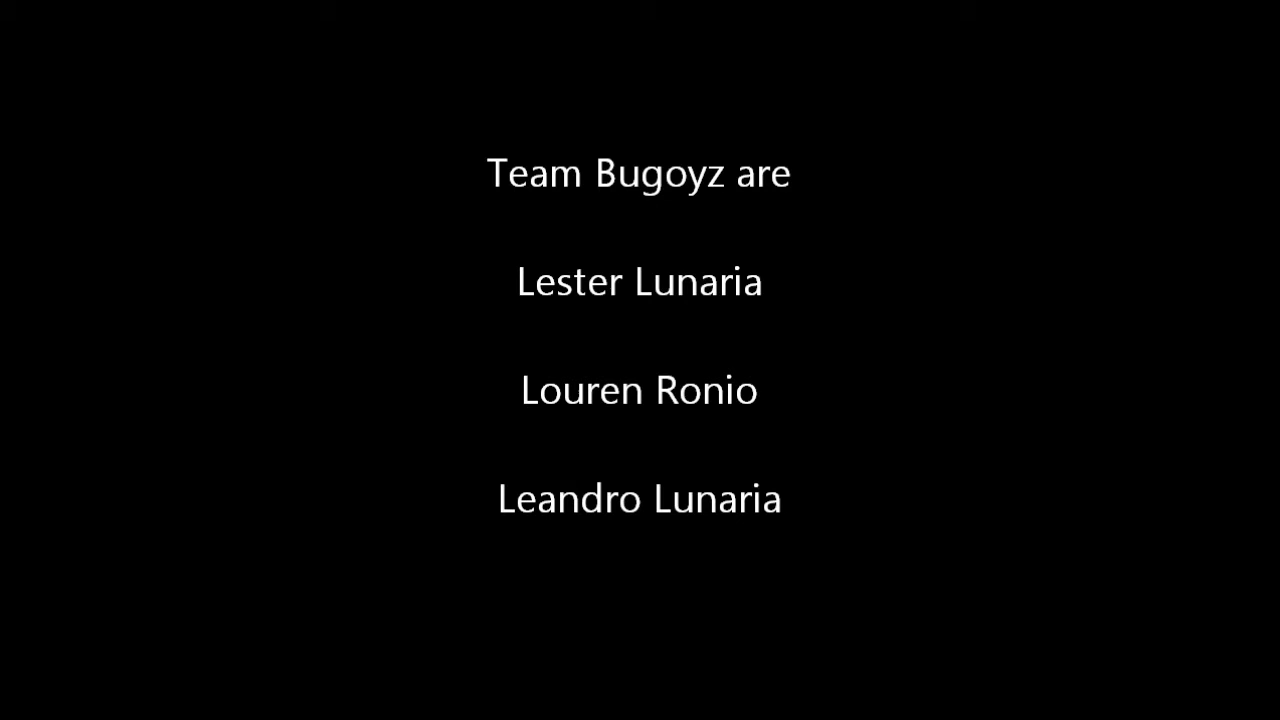 Team Bugoyz are
Lester Lunaria
Louren Ronio
Leandro Lunaria